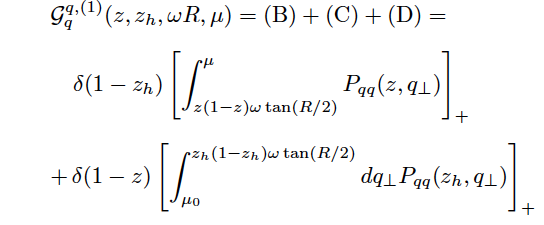 𝒢_q^{q,(1)}(z, z_h, ωR, μ) = (B) + (C) + (D) =
δ(1 − z_h) [ ∫_{z(1−z)ω tan(R/2)}^{μ} P_{qq}(z, q_⊥) ]_+
+ δ(1 − z) [ ∫_{μ_0}^{z_h(1−z_h)ω tan(R/2)} dq_⊥ P_{qq}(z_h, q_⊥) ]_+